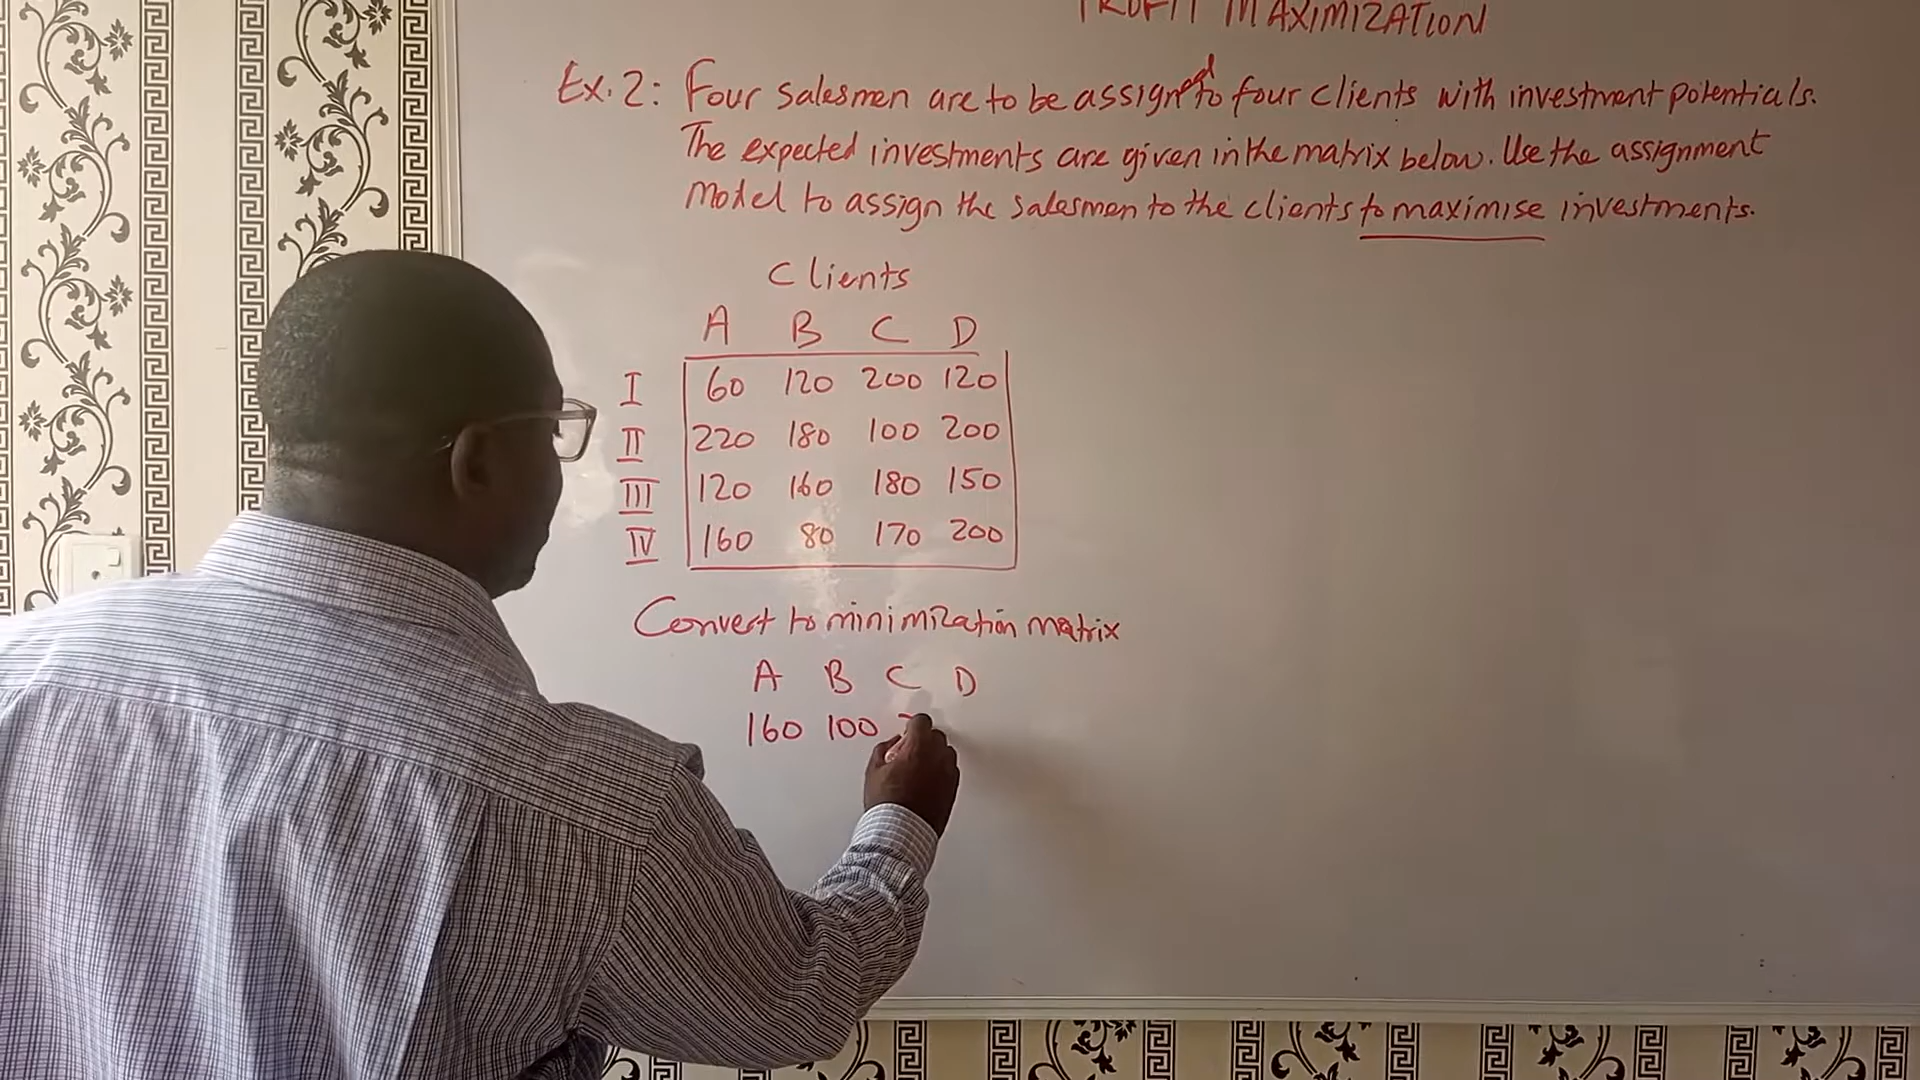 PROFIT MAXIMIZATION
Ex. 2: Four salesmen are to be assigned to four clients with investment potentials.
The expected investments are given in the matrix below. Use the assignment
model to assign the salesmen to the clients to maximise investments.
Clients
A B C D
I 60 120 200 120
II 220 180 100 200
III 120 160 180 150
IV 160 80 170 200
Convert to minimization matrix
A B C D
160 100